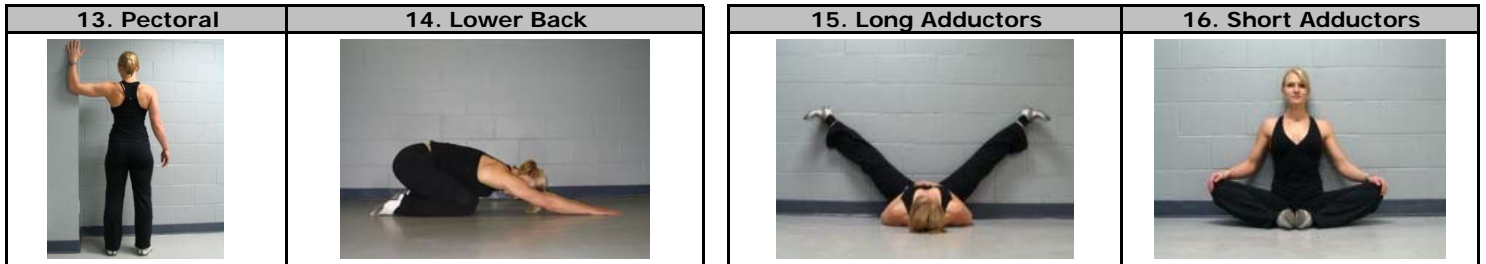 13. Pectoral
14. Lower Back
15. Long Adductors
16. Short Adductors